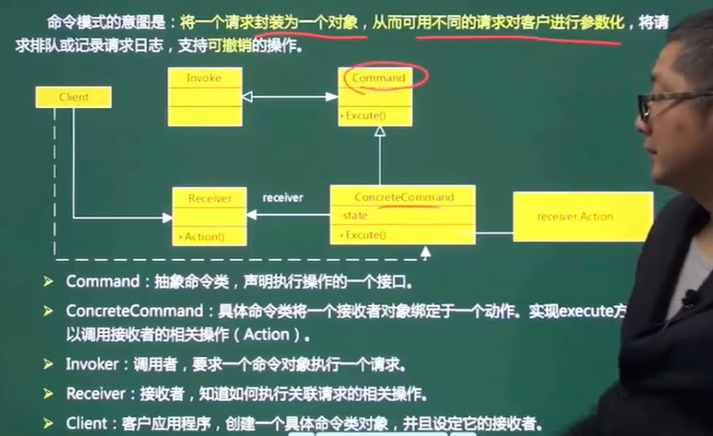 命令模式的意图是：将一个请求封装为一个对象，从而可用不同的请求对客户进行参数化，将请
求排队或记录请求日志，支持可撤销的操作。
Client
Invoke
Command
+Excute()
Receiver
+Action()
receiver
ConcreteCommand
-state
+Excute()
receiver.Action
Command：抽象命令类，声明执行操作的一个接口。
ConcreteCommand：具体命令类将一个接收者对象绑定于一个动作。实现execute方
以调用接收者的相关操作（Action）。
Invoker：调用者，要求一个命令对象执行一个请求。
Receiver：接收者，知道如何执行关联请求的相关操作。
Client：客户应用程序，创建一个具体命令类对象，并且设定它的接收者。